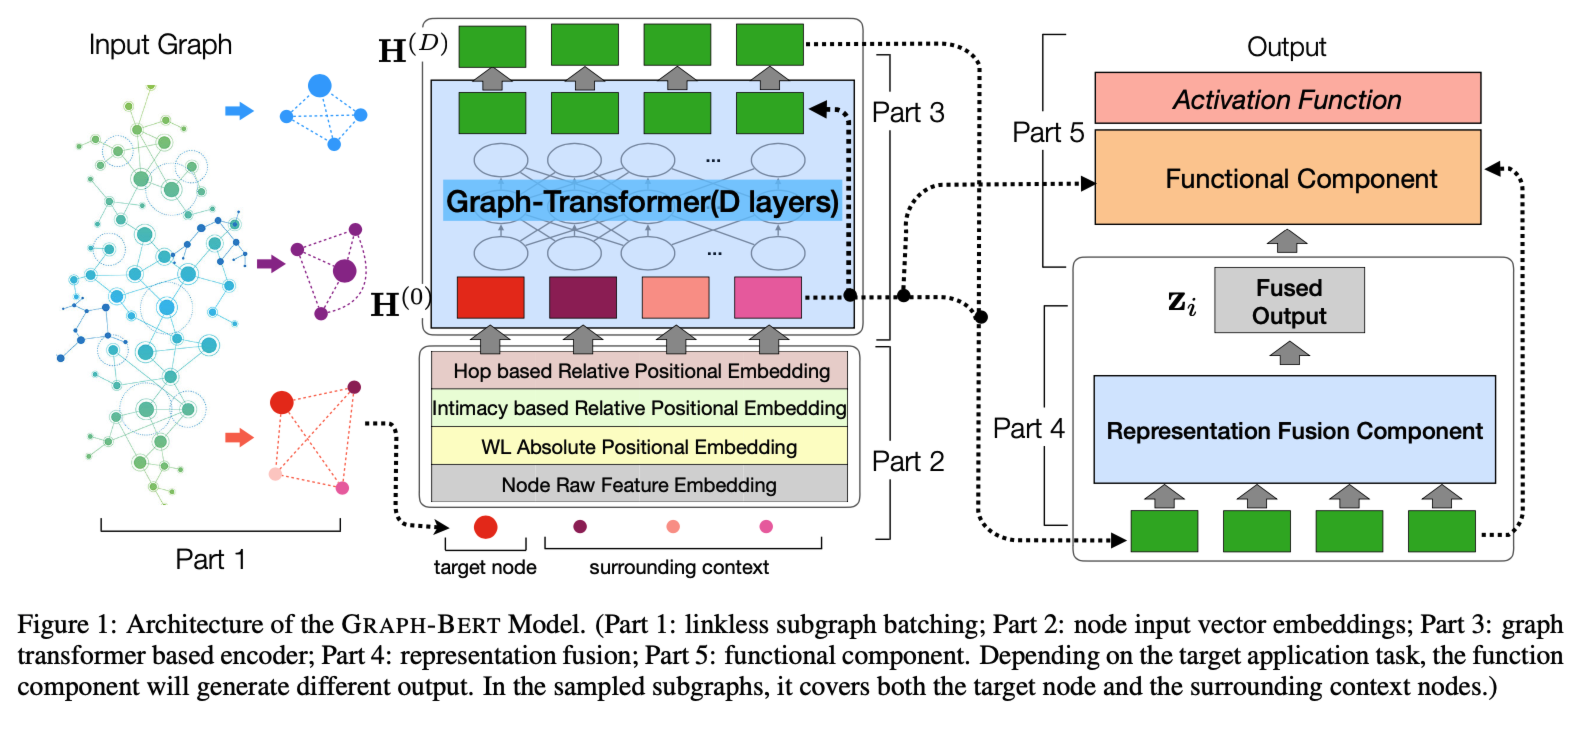 Input Graph
Part 1
H(D)
Graph-Transformer(D layers)
...
...
H(0)
Part 3
Hop based Relative Positional Embedding
Intimacy based Relative Positional Embedding
WL Absolute Positional Embedding
Node Raw Feature Embedding
Part 2
target node
surrounding context
Output
Activation Function
Functional Component
Part 5
zi
Fused
Output
Representation Fusion Component
Part 4
Figure 1: Architecture of the GRAPH-BERT Model. (Part 1: linkless subgraph batching; Part 2: node input vector embeddings; Part 3: graph
transformer based encoder; Part 4: representation fusion; Part 5: functional component. Depending on the target application task, the function
component will generate different output. In the sampled subgraphs, it covers both the target node and the surrounding context nodes.)